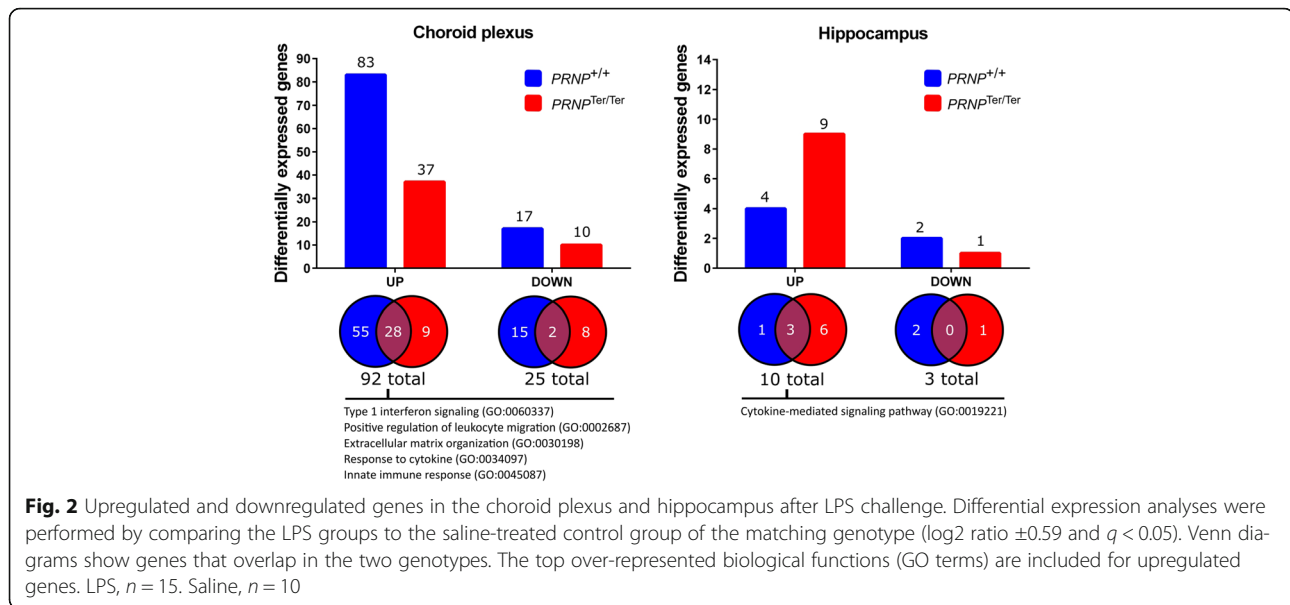 Choroid plexus
Differentially expressed genes
90
80
70
60
50
40
30
20
10
0
83
37
17
10
UP
DOWN
PRNP+/+
PRNPTer/Ter
55
28
9
15
2
8
92 total
25 total
Type 1 interferon signaling (GO:0060337)
Positive regulation of leukocyte migration (GO:0002687)
Extracellular matrix organization (GO:0030198)
Response to cytokine (GO:0034097)
Innate immune response (GO:0045087)
Hippocampus
Differentially expressed genes
14
12
10
8
6
4
2
0
4
9
2
1
UP
DOWN
PRNP+/+
PRNPTer/Ter
1
3
6
2
0
1
10 total
3 total
Cytokine-mediated signaling pathway (GO:0019221)
Fig. 2 Upregulated and downregulated genes in the choroid plexus and hippocampus after LPS challenge. Differential expression analyses were
performed by comparing the LPS groups to the saline-treated control group of the matching genotype (log2 ratio ±0.59 and q < 0.05). Venn dia-
grams show genes that overlap in the two genotypes. The top over-represented biological functions (GO terms) are included for upregulated
genes. LPS, n = 15. Saline, n = 10